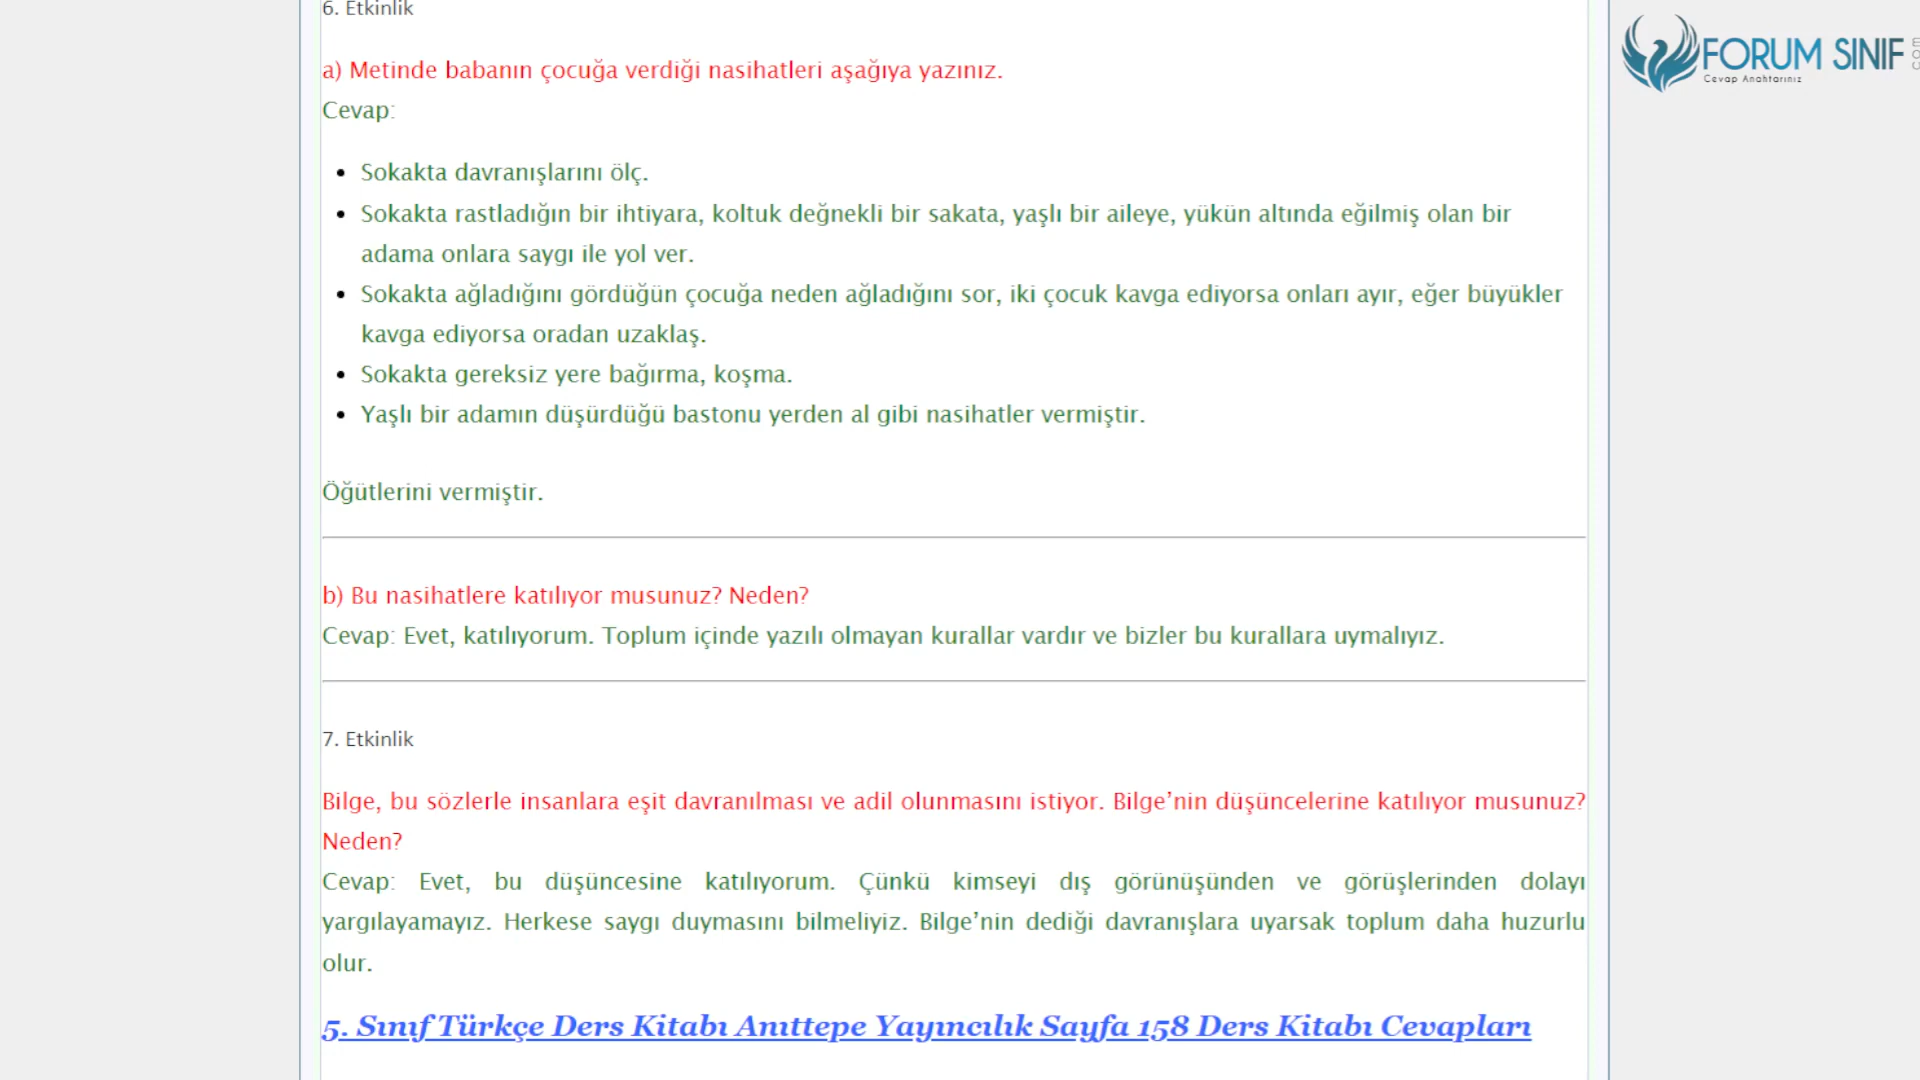 6. Etkinlik
FORUM SINIF
Cevap Anahtarınız
a) Metinde babanın çocuğa verdiği nasihatleri aşağıya yazınız.
Cevap:
Sokakta davranışlarını ölç.
Sokakta rastladığın bir ihtiyara, koltuk değnekli bir sakata, yaşlı bir aileye, yükün altında eğilmiş olan bir
adama onlara saygı ile yol ver.
Sokakta ağladığını gördüğün çocuğa neden ağladığını sor, iki çocuk kavga ediyorsa onları ayır, eğer büyükler
kavga ediyorsa oradan uzaklaş.
Sokakta gereksiz yere bağırma, koşma.
Yaşlı bir adamın düşürdüğü bastonu yerden al gibi nasihatler vermiştir.
Öğütlerini vermiştir.
b) Bu nasihatlere katılıyor musunuz? Neden?
Cevap: Evet, katılıyorum. Toplum içinde yazılı olmayan kurallar vardır ve bizler bu kurallara uymalıyız.
7. Etkinlik
Bilge, bu sözlerle insanlara eşit davranılması ve adil olunmasını istiyor. Bilge’nin düşüncelerine katılıyor musunuz?
Neden?
Cevap: Evet, bu düşüncesine katılıyorum. Çünkü kimseyi dış görünüşünden ve görüşlerinden dolayı
yargılayamayız. Herkese saygı duymasını bilmeliyiz. Bilge’nin dediği davranışlara uyarsak toplum daha huzurlu
olur.
5. Sınıf Türkçe Ders Kitabı Anıttepe Yayıncılık Sayfa 158 Ders Kitabı Cevapları